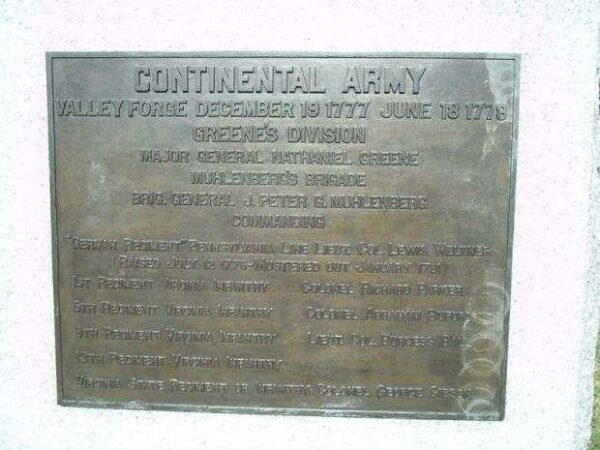 CONTINENTAL ARMY
VALLEY FORGE DECEMBER 19 1777 JUNE 18 1778
GREENE'S DIVISION
MAJOR GENERAL NATHANIEL GREENE
MUHLENBERG'S BRIGADE
BRIG. GENERAL J. PETER G. MUHLENBERG
COMMANDING
"GERMAN REGIMENT" PENNSYLVANIA LINE LIEUT. COL. LEWIS WELTNER
(RAISED JULY 12 1776-MUSTERED OUT JANUARY 1781)
1ST REGIMENT VIRGINIA INFANTRY COLONEL RICHARD PARKER
5TH REGIMENT VIRGINIA INFANTRY COLONEL ABRAHAM BUFORD
9TH REGIMENT VIRGINIA INFANTRY LIEUT. COL. BURGESS
13TH REGIMENT VIRGINIA INFANTRY
VIRGINIA STATE REGIMENT OF INFANTRY COLONEL GEORGE